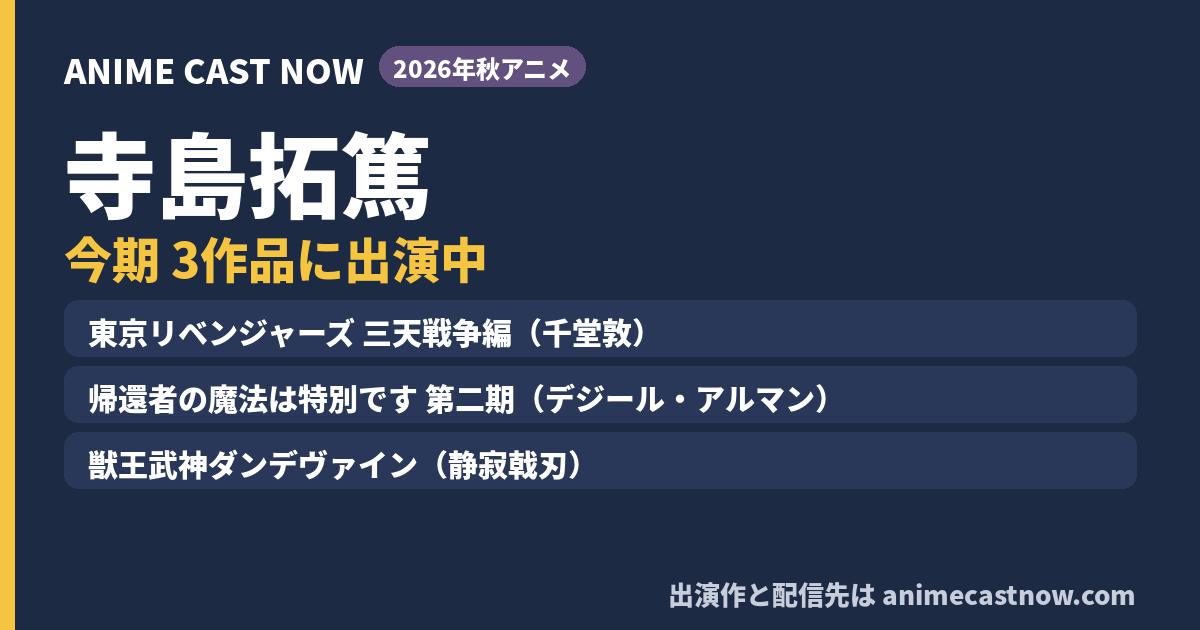 ANIME CAST NOW 2026年秋アニメ
寺島拓篤
今期 3作品に出演中
東京リベンジャーズ 三天戦争編（千堂敦）
帰還者の魔法は特別です 第二期（デジール・アルマン）
獣王武神ダンデヴァイン（静寂戟刃）
出演作と配信先は animecastnow.com